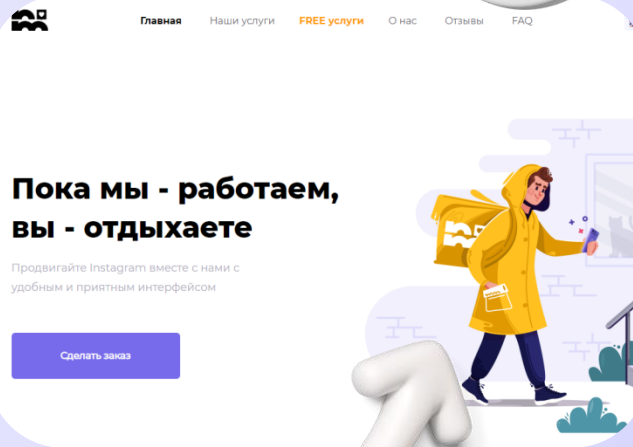 Главная Наши услуги FREE услуги О нас Отзывы FAQ
Пока мы - работаем,
вы - отдыхаете
Продвигайте Instagram вместе с нами с
удобным и приятным интерфейсом
Сделать заказ